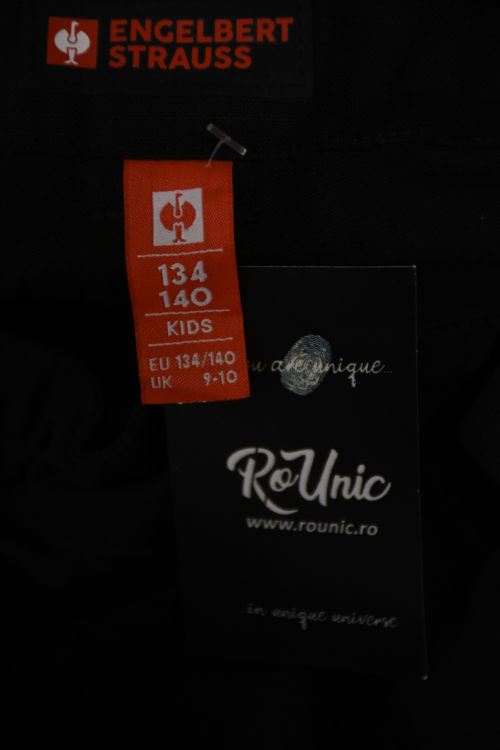 ENGELBERT
STRAUSS
134
140
KIDS
EU 134/140
UK 9-10
are unique...
RoUnic
www.rounic.ro
...in unique universe